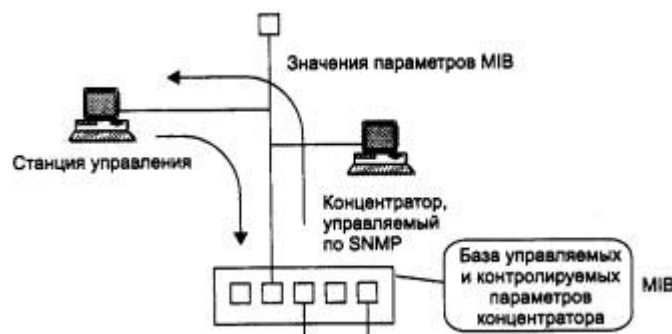 Значения параметров MIB
Станция управления
Концентратор,
управляемый
по SNMP
База управляемых
и контролируемых
параметров
концентратора
MIB